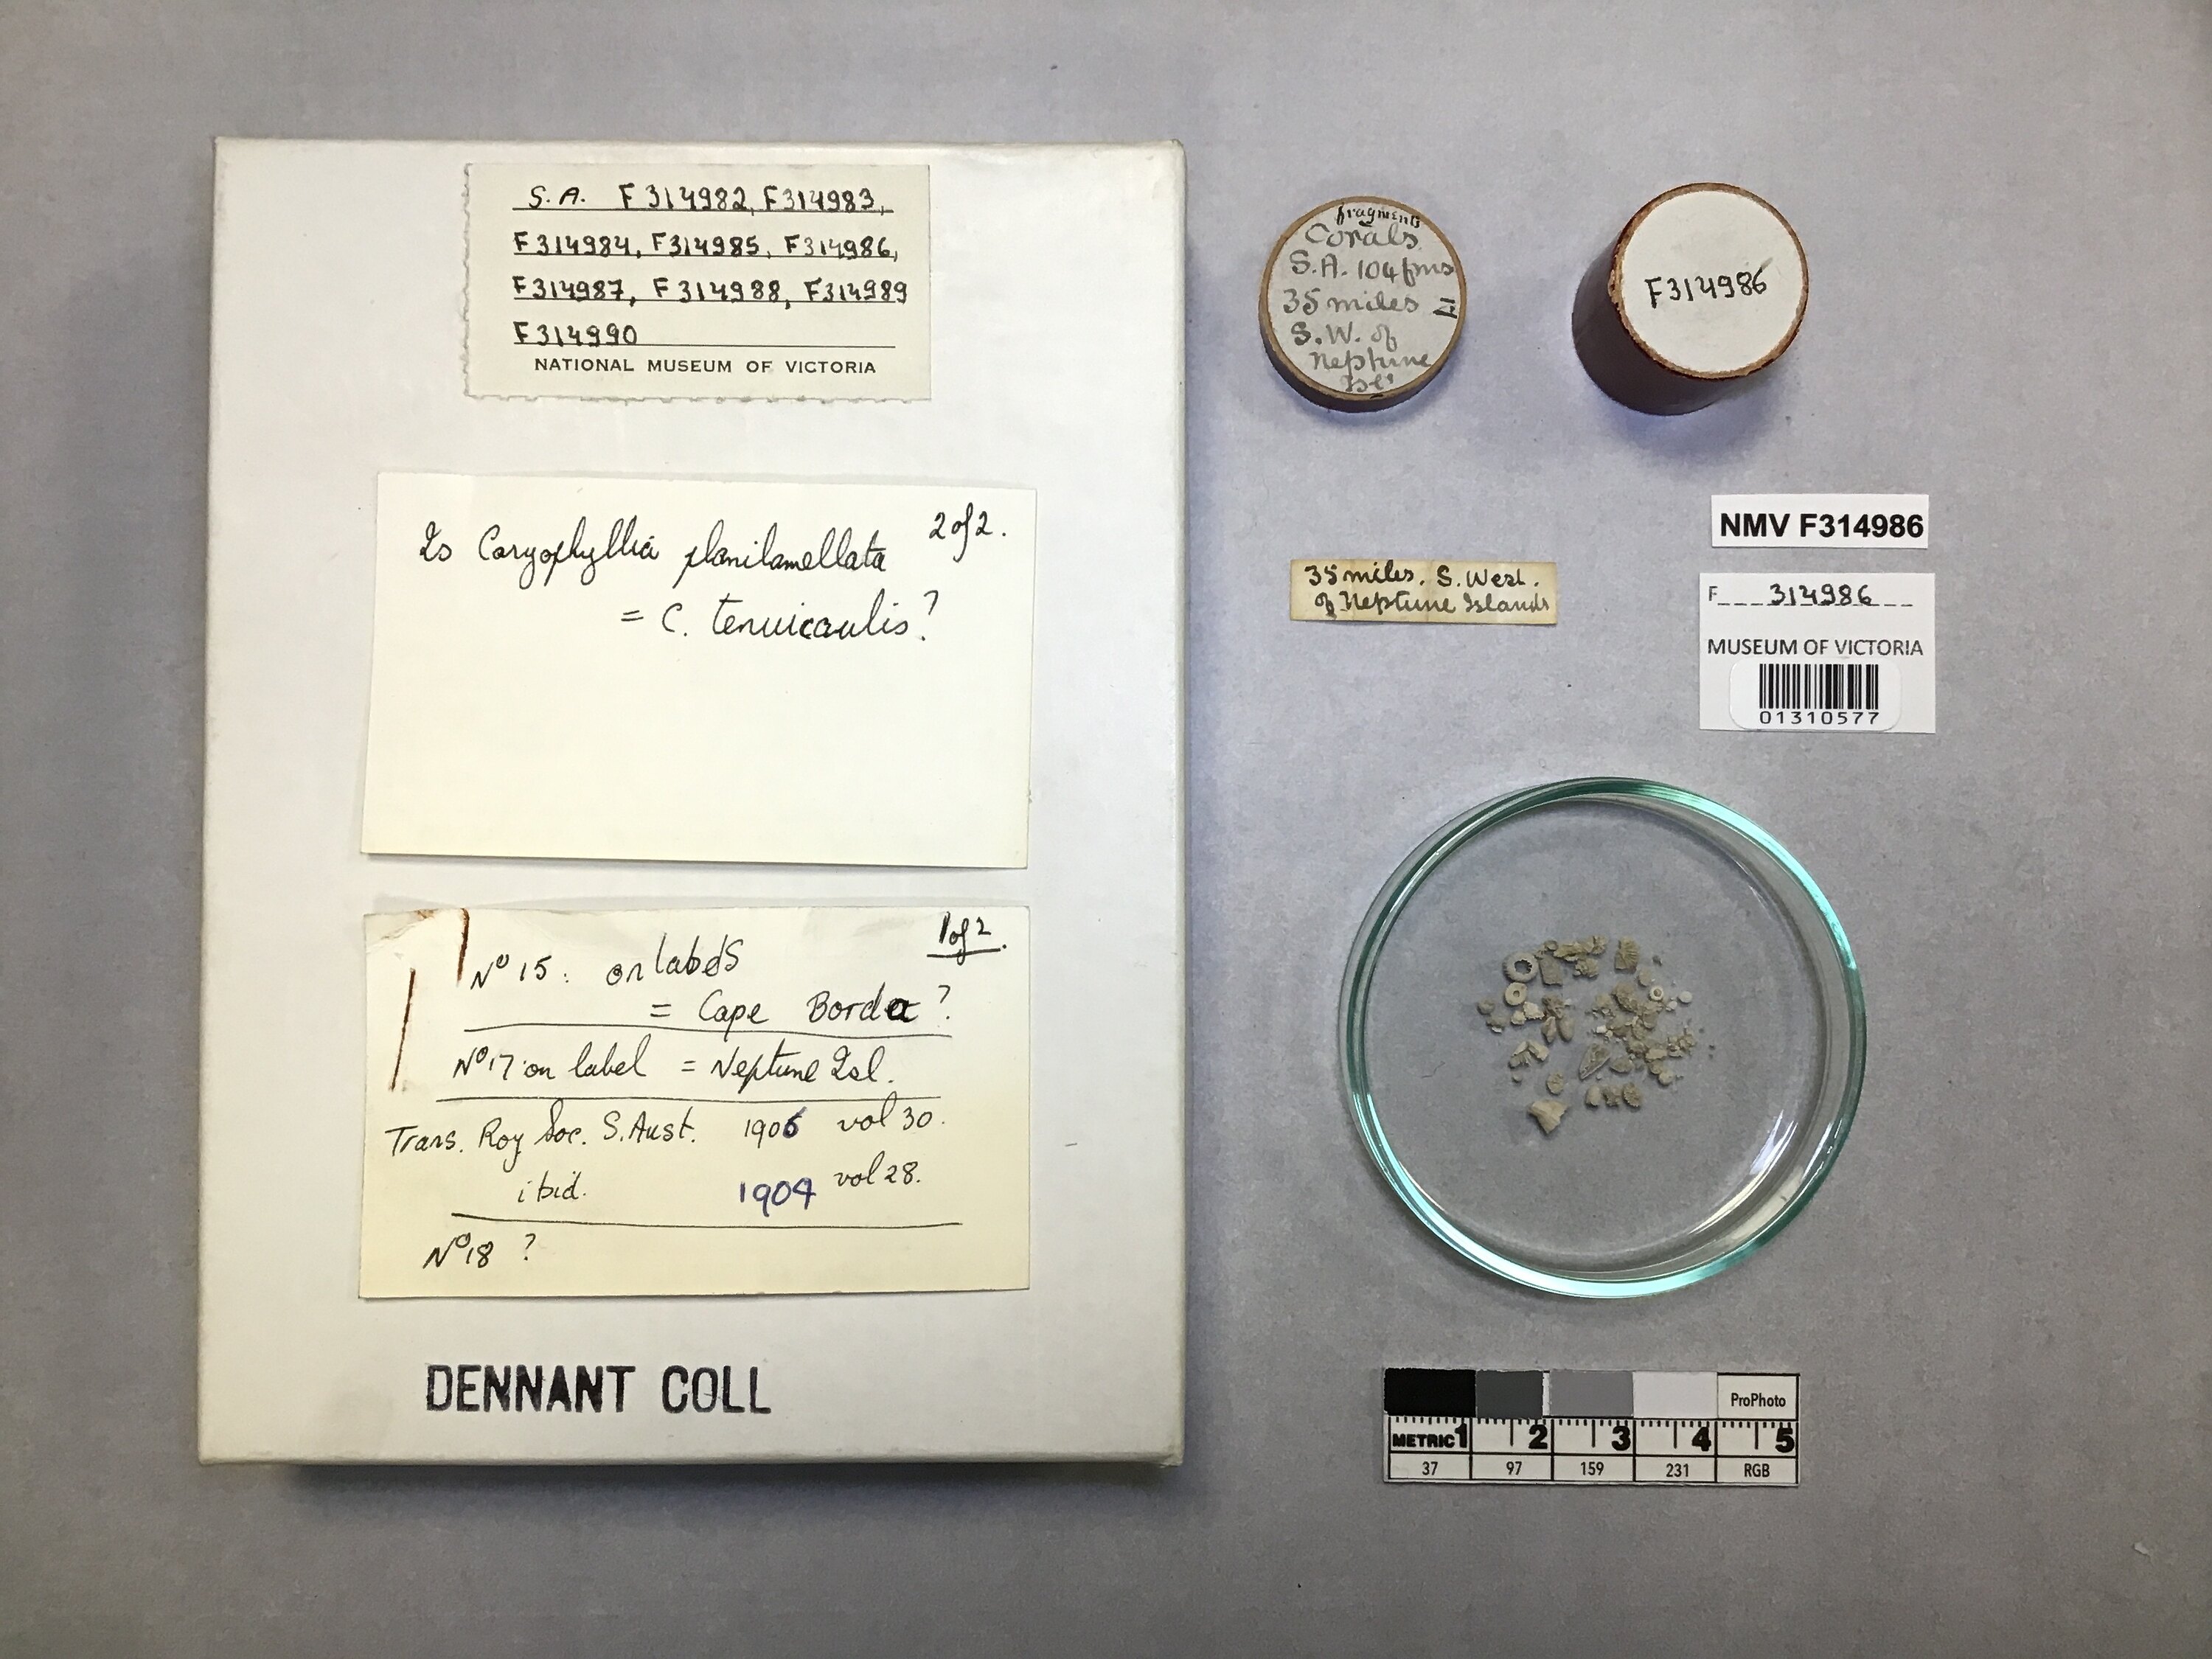 S.A. F314982, F314983,
F314984, F314985, F314986,
F314987, F314988, F314989
F314990
NATIONAL MUSEUM OF VICTORIA
2 of 2.
Is Caryophyllia planilamellata
= C. tenuicaulis?
1 of 2.
Nº 15: on labels
= Cape Borda?
Nº 17 on label = Neptune Isl.
Trans. Roy Soc. S. Aust. 1906 vol 30.
ibid. 1904 vol 28.
Nº 18 ?
DENNANT COLL
fragments
Corals
S.A. 104 fms
35 miles
17
S.W. of
Neptune
Isls
F314986
NMV F314986
35 miles. S. West.
of Neptune Islands
F 314986
MUSEUM OF VICTORIA
01310577
ProPhoto
METRIC 1 2 3 4 5
37 97 159 231 RGB